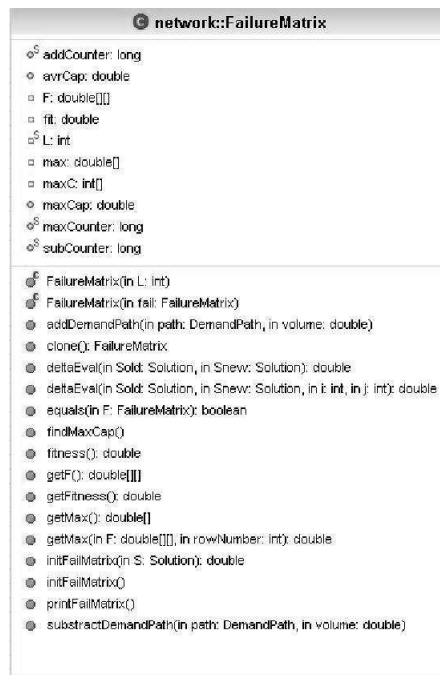 C network::FailureMatrix
S addCounter: long
avrCap: double
F: double[][]
fit: double
S L: int
max: double[]
maxC: int[]
maxCap: double
S maxCounter: long
S subCounter: long
C FailureMatrix(in L: int)
C FailureMatrix(in fail: FailureMatrix)
addDemandPath(in path: DemandPath, in volume: double)
clone(): FailureMatrix
deltaEval(in Sold: Solution, in Snew: Solution): double
deltaEval(in Sold: Solution, in Snew: Solution, in i: int, in j: int): double
equals(in F: FailureMatrix): boolean
findMaxCap()
fitness(): double
getF(): double[][]
getFitness(): double
getMax(): double[]
getMax(in F: double[][], in rowNumber: int): double
initFailMatrix(in S: Solution): double
initFailMatrix()
printFailMatrix()
substractDemandPath(in path: DemandPath, in volume: double)